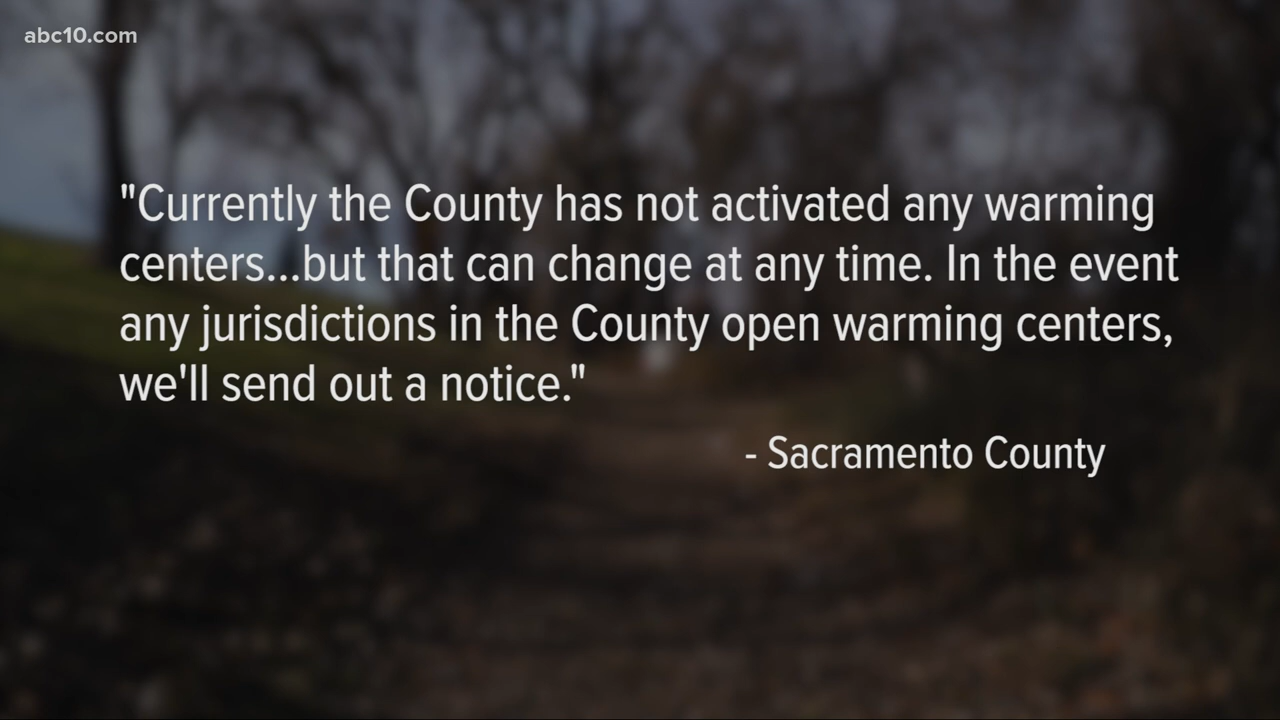 abc10.com
"Currently the County has not activated any warming
centers...but that can change at any time. In the event
any jurisdictions in the County open warming centers,
we'll send out a notice."
- Sacramento County